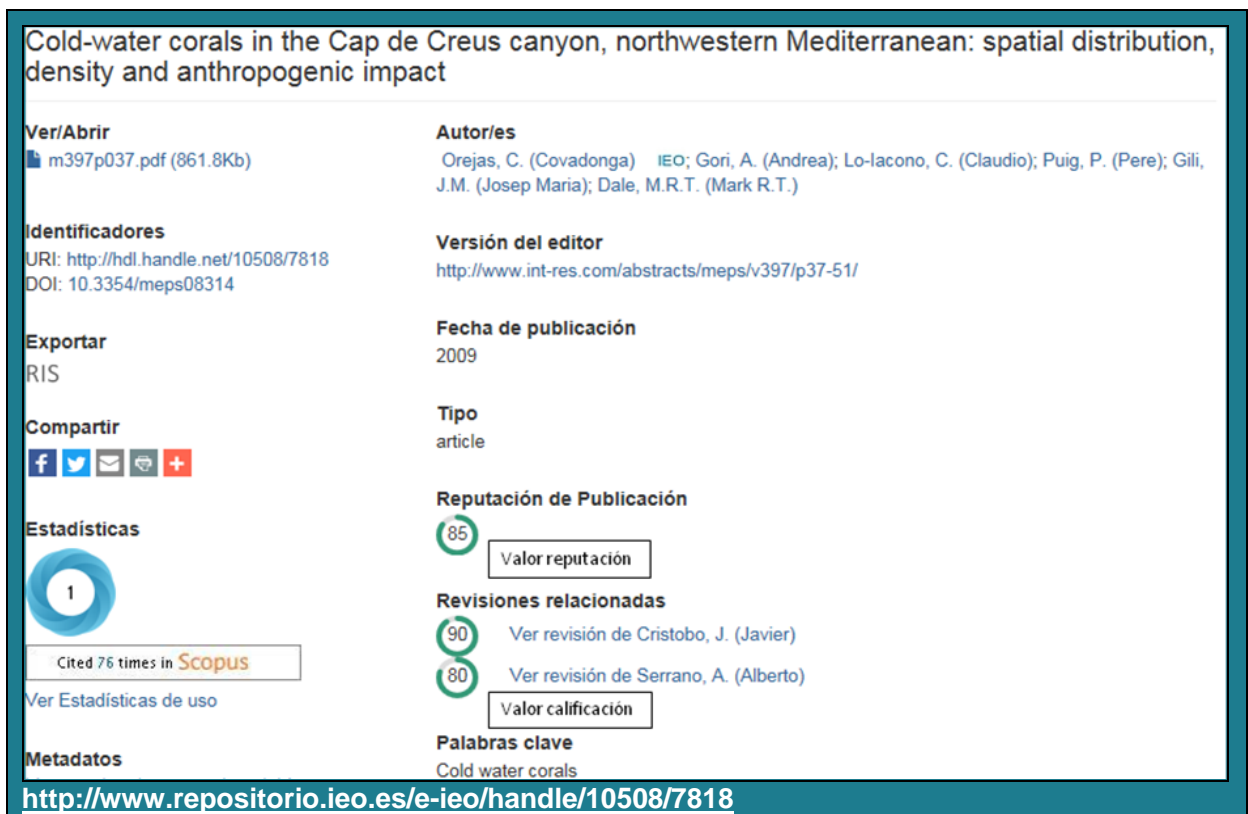 Cold-water corals in the Cap de Creus canyon, northwestern Mediterranean: spatial distribution,
density and anthropogenic impact
Ver/Abrir
m397p037.pdf (861.8Kb)
Identificadores
URI: http://hdl.handle.net/10508/7818
DOI: 10.3354/meps08314
Exportar
RIS
Compartir
Estadísticas
1
Cited 76 times in Scopus
Ver Estadísticas de uso
Metadatos
Autor/es
Orejas, C. (Covadonga) IEO; Gori, A. (Andrea); Lo-Iacono, C. (Claudio); Puig, P. (Pere); Gili,
J.M. (Josep Maria); Dale, M.R.T. (Mark R.T.)
Versión del editor
http://www.int-res.com/abstracts/meps/v397/p37-51/
Fecha de publicación
2009
Tipo
article
Reputación de Publicación
85
Valor reputación
Revisiones relacionadas
90 Ver revisión de Cristobo, J. (Javier)
80 Ver revisión de Serrano, A. (Alberto)
Valor calificación
Palabras clave
Cold water corals
http://www.repositorio.ieo.es/e-ieo/handle/10508/7818